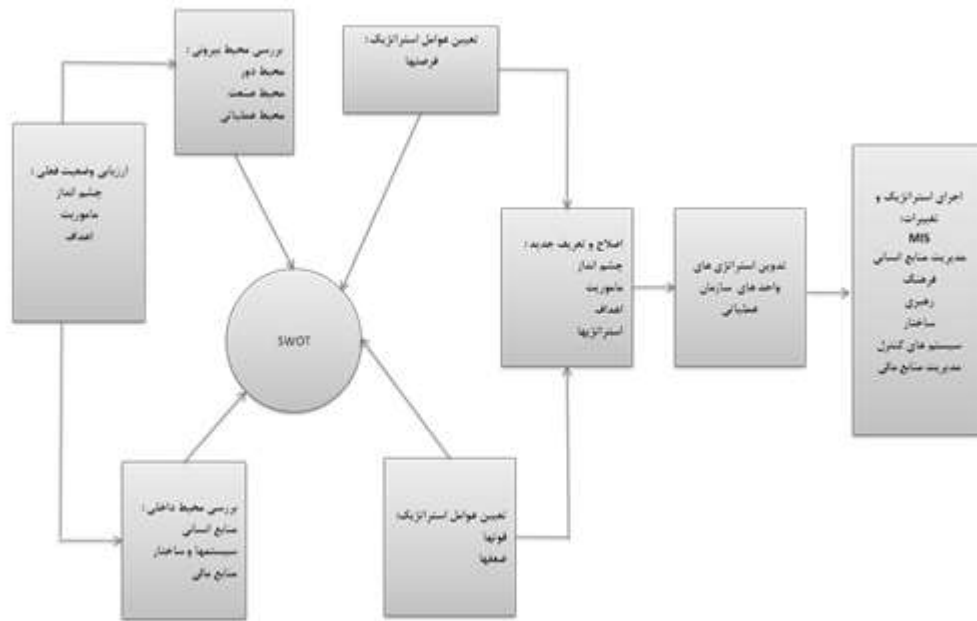 ارزیابی وضعیت فعلی :
چشم انداز
ماموریت
اهداف
بررسی محیط بیرونی :
محیط دور
محیط صنعت
محیط عملیاتی
بررسی محیط داخلی :
منابع انسانی
سیستمها و ساختار
منابع مالی
SWOT
تعیین عوامل استراتژیک:
فرصتها
تعیین عوامل استراتژیک:
قوتها
ضعفها
اصلاح و تعریف جدید :
چشم انداز
ماموریت
اهداف
استراتژیها
تدوین استراتژی های
واحد های سازمان
عملیاتی
اجرای استراتژیک و
تغییرات:
MIS
مدیریت منابع انسانی
فرهنگ
رهبری
ساختار
سیستم های کنترل
مدیریت منابع مالی